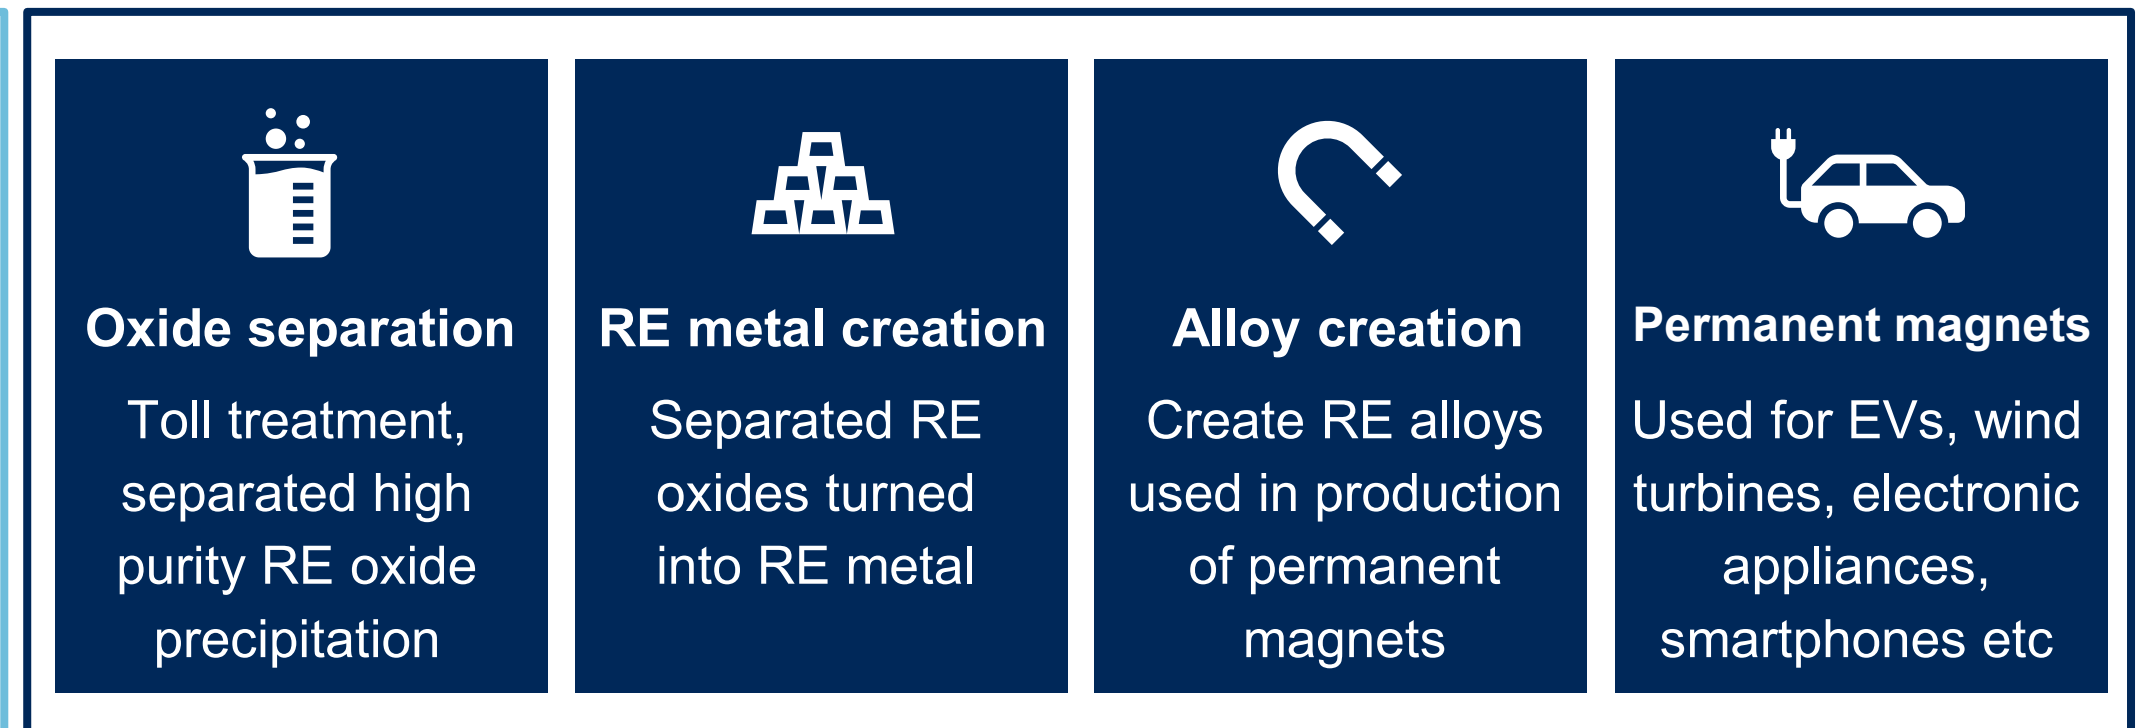 Oxide separation
Toll treatment,
separated high
purity RE oxide
precipitation
RE metal creation
Separated RE
oxides turned
into RE metal
Alloy creation
Create RE alloys
used in production
of permanent
magnets
Permanent magnets
Used for EVs, wind
turbines, electronic
appliances,
smartphones etc